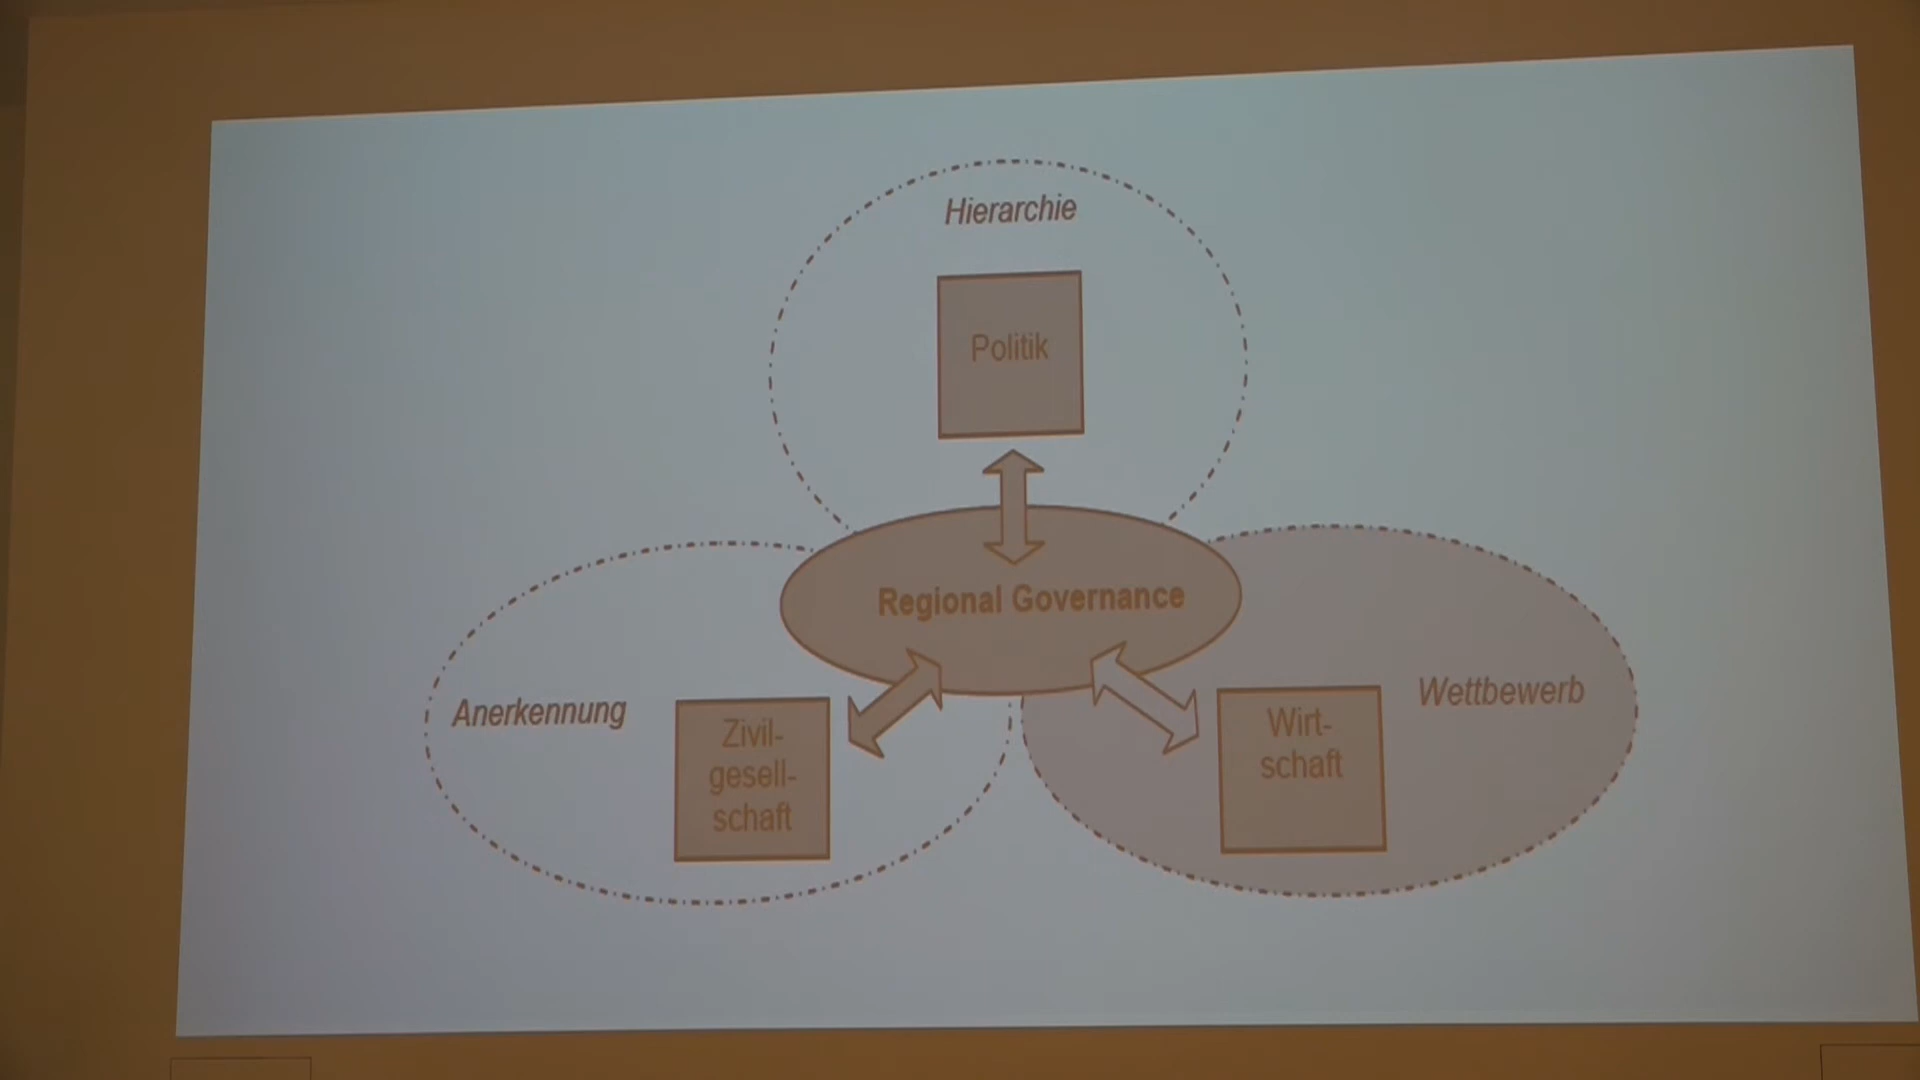 Hierarchie
Politik
Regional Governance
Anerkennung
Zivil-
gesell-
schaft
Wirt-
schaft
Wettbewerb